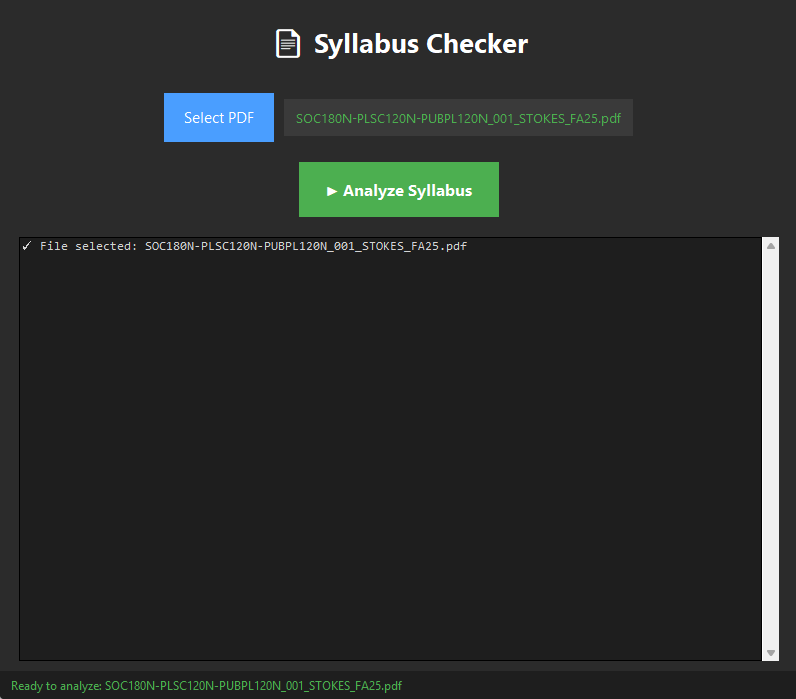 Syllabus Checker
Select PDF
SOC180N-PLSC120N-PUBPL120N_001_STOKES_FA25.pdf
► Analyze Syllabus
✓ File selected: SOC180N-PLSC120N-PUBPL120N_001_STOKES_FA25.pdf
Ready to analyze: SOC180N-PLSC120N-PUBPL120N_001_STOKES_FA25.pdf